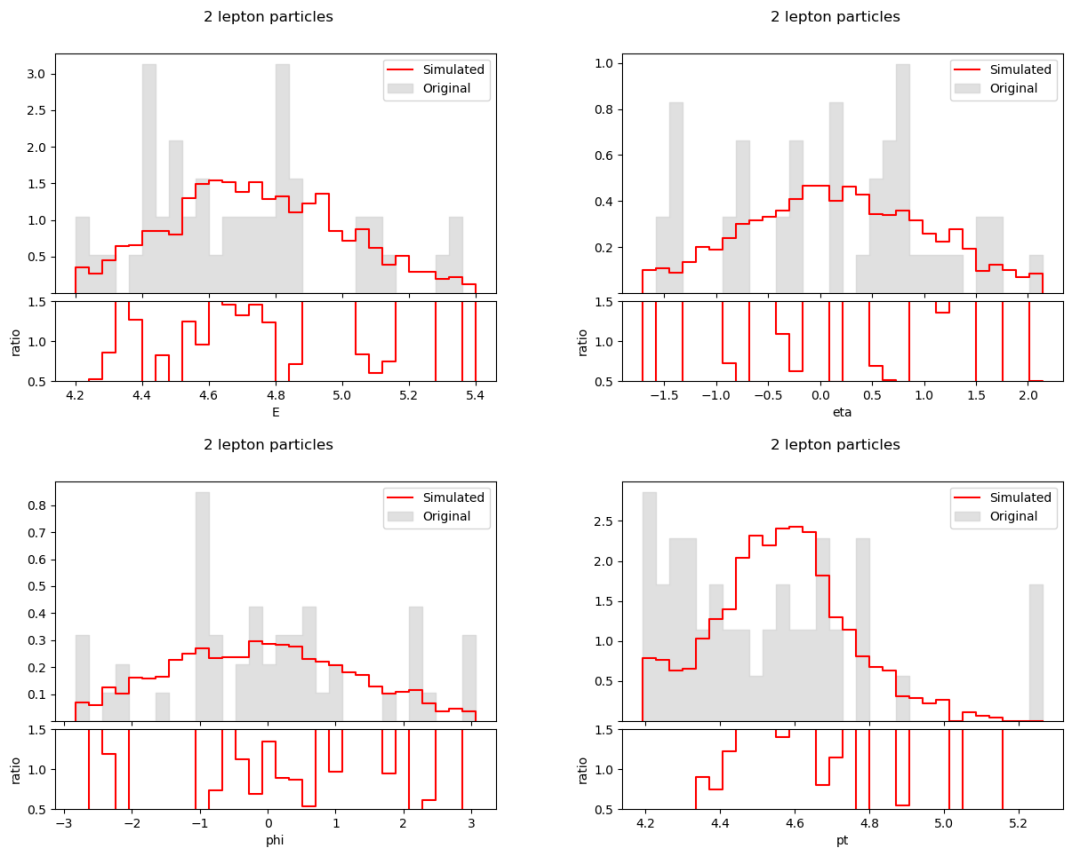 2 lepton particles
Simulated
Original
3.0
2.5
2.0
1.5
1.0
0.5
1.5
1.0
0.5
ratio
4.2 4.4 4.6 4.8 5.0 5.2 5.4
E
2 lepton particles
Simulated
Original
1.0
0.8
0.6
0.4
0.2
1.5
1.0
0.5
ratio
−1.5 −1.0 −0.5 0.0 0.5 1.0 1.5 2.0
eta
2 lepton particles
Simulated
Original
0.8
0.7
0.6
0.5
0.4
0.3
0.2
0.1
1.5
1.0
0.5
ratio
−3 −2 −1 0 1 2 3
phi
2 lepton particles
Simulated
Original
2.5
2.0
1.5
1.0
0.5
1.5
1.0
0.5
ratio
4.2 4.4 4.6 4.8 5.0 5.2
pt